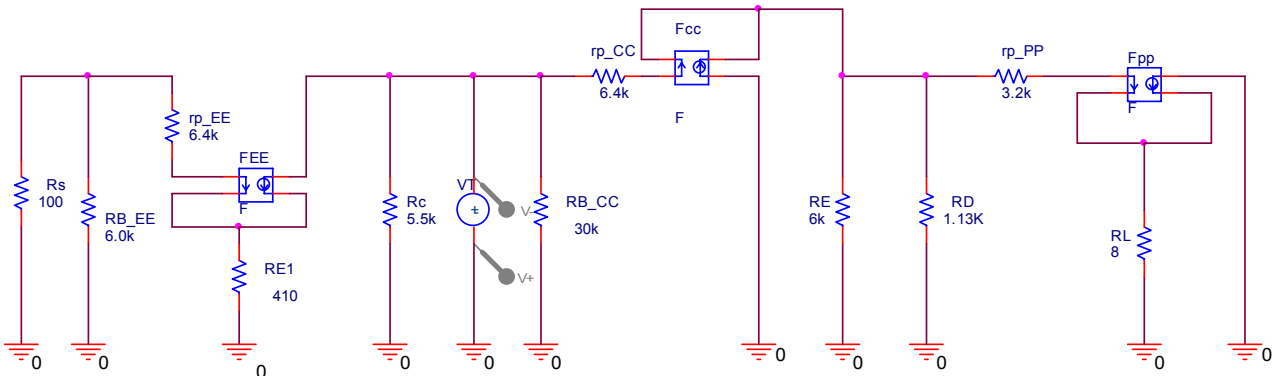 Fcc
rp_CC
6.4k
F
rp_PP
3.2k
Fpp
F
rp_EE
6.4k
FEE
F
Rs
100
RB_EE
6.0k
RE1
410
Rc
5.5k
VT
V-
V+
RB_CC
30k
RE
6k
RD
1.13K
RL
8
0
0
0
0
0
0
0
0
0
0
0